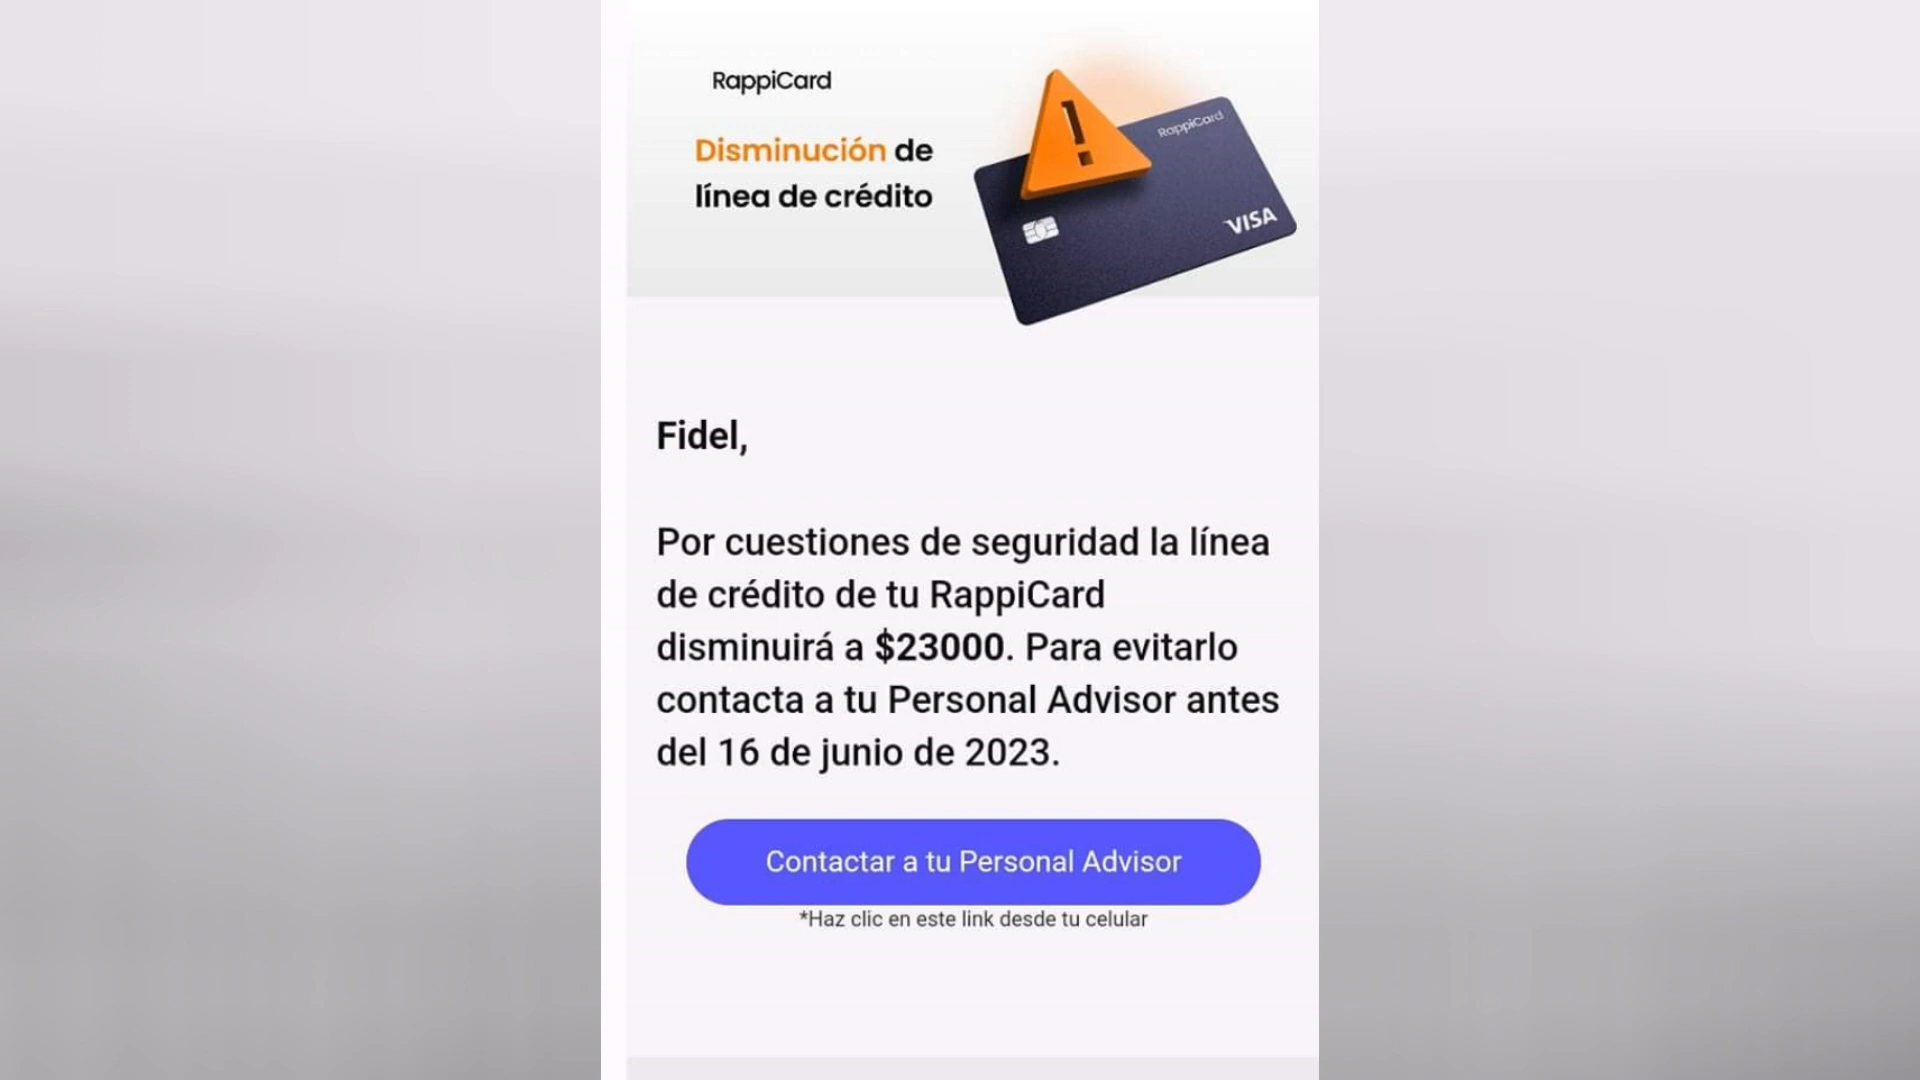 RappiCard
Disminución de
línea de crédito
RappiCard
VISA
Fidel,
Por cuestiones de seguridad la línea
de crédito de tu RappiCard
disminuirá a $23000. Para evitarlo
contacta a tu Personal Advisor antes
del 16 de junio de 2023.
Contactar a tu Personal Advisor
*Haz clic en este link desde tu celular